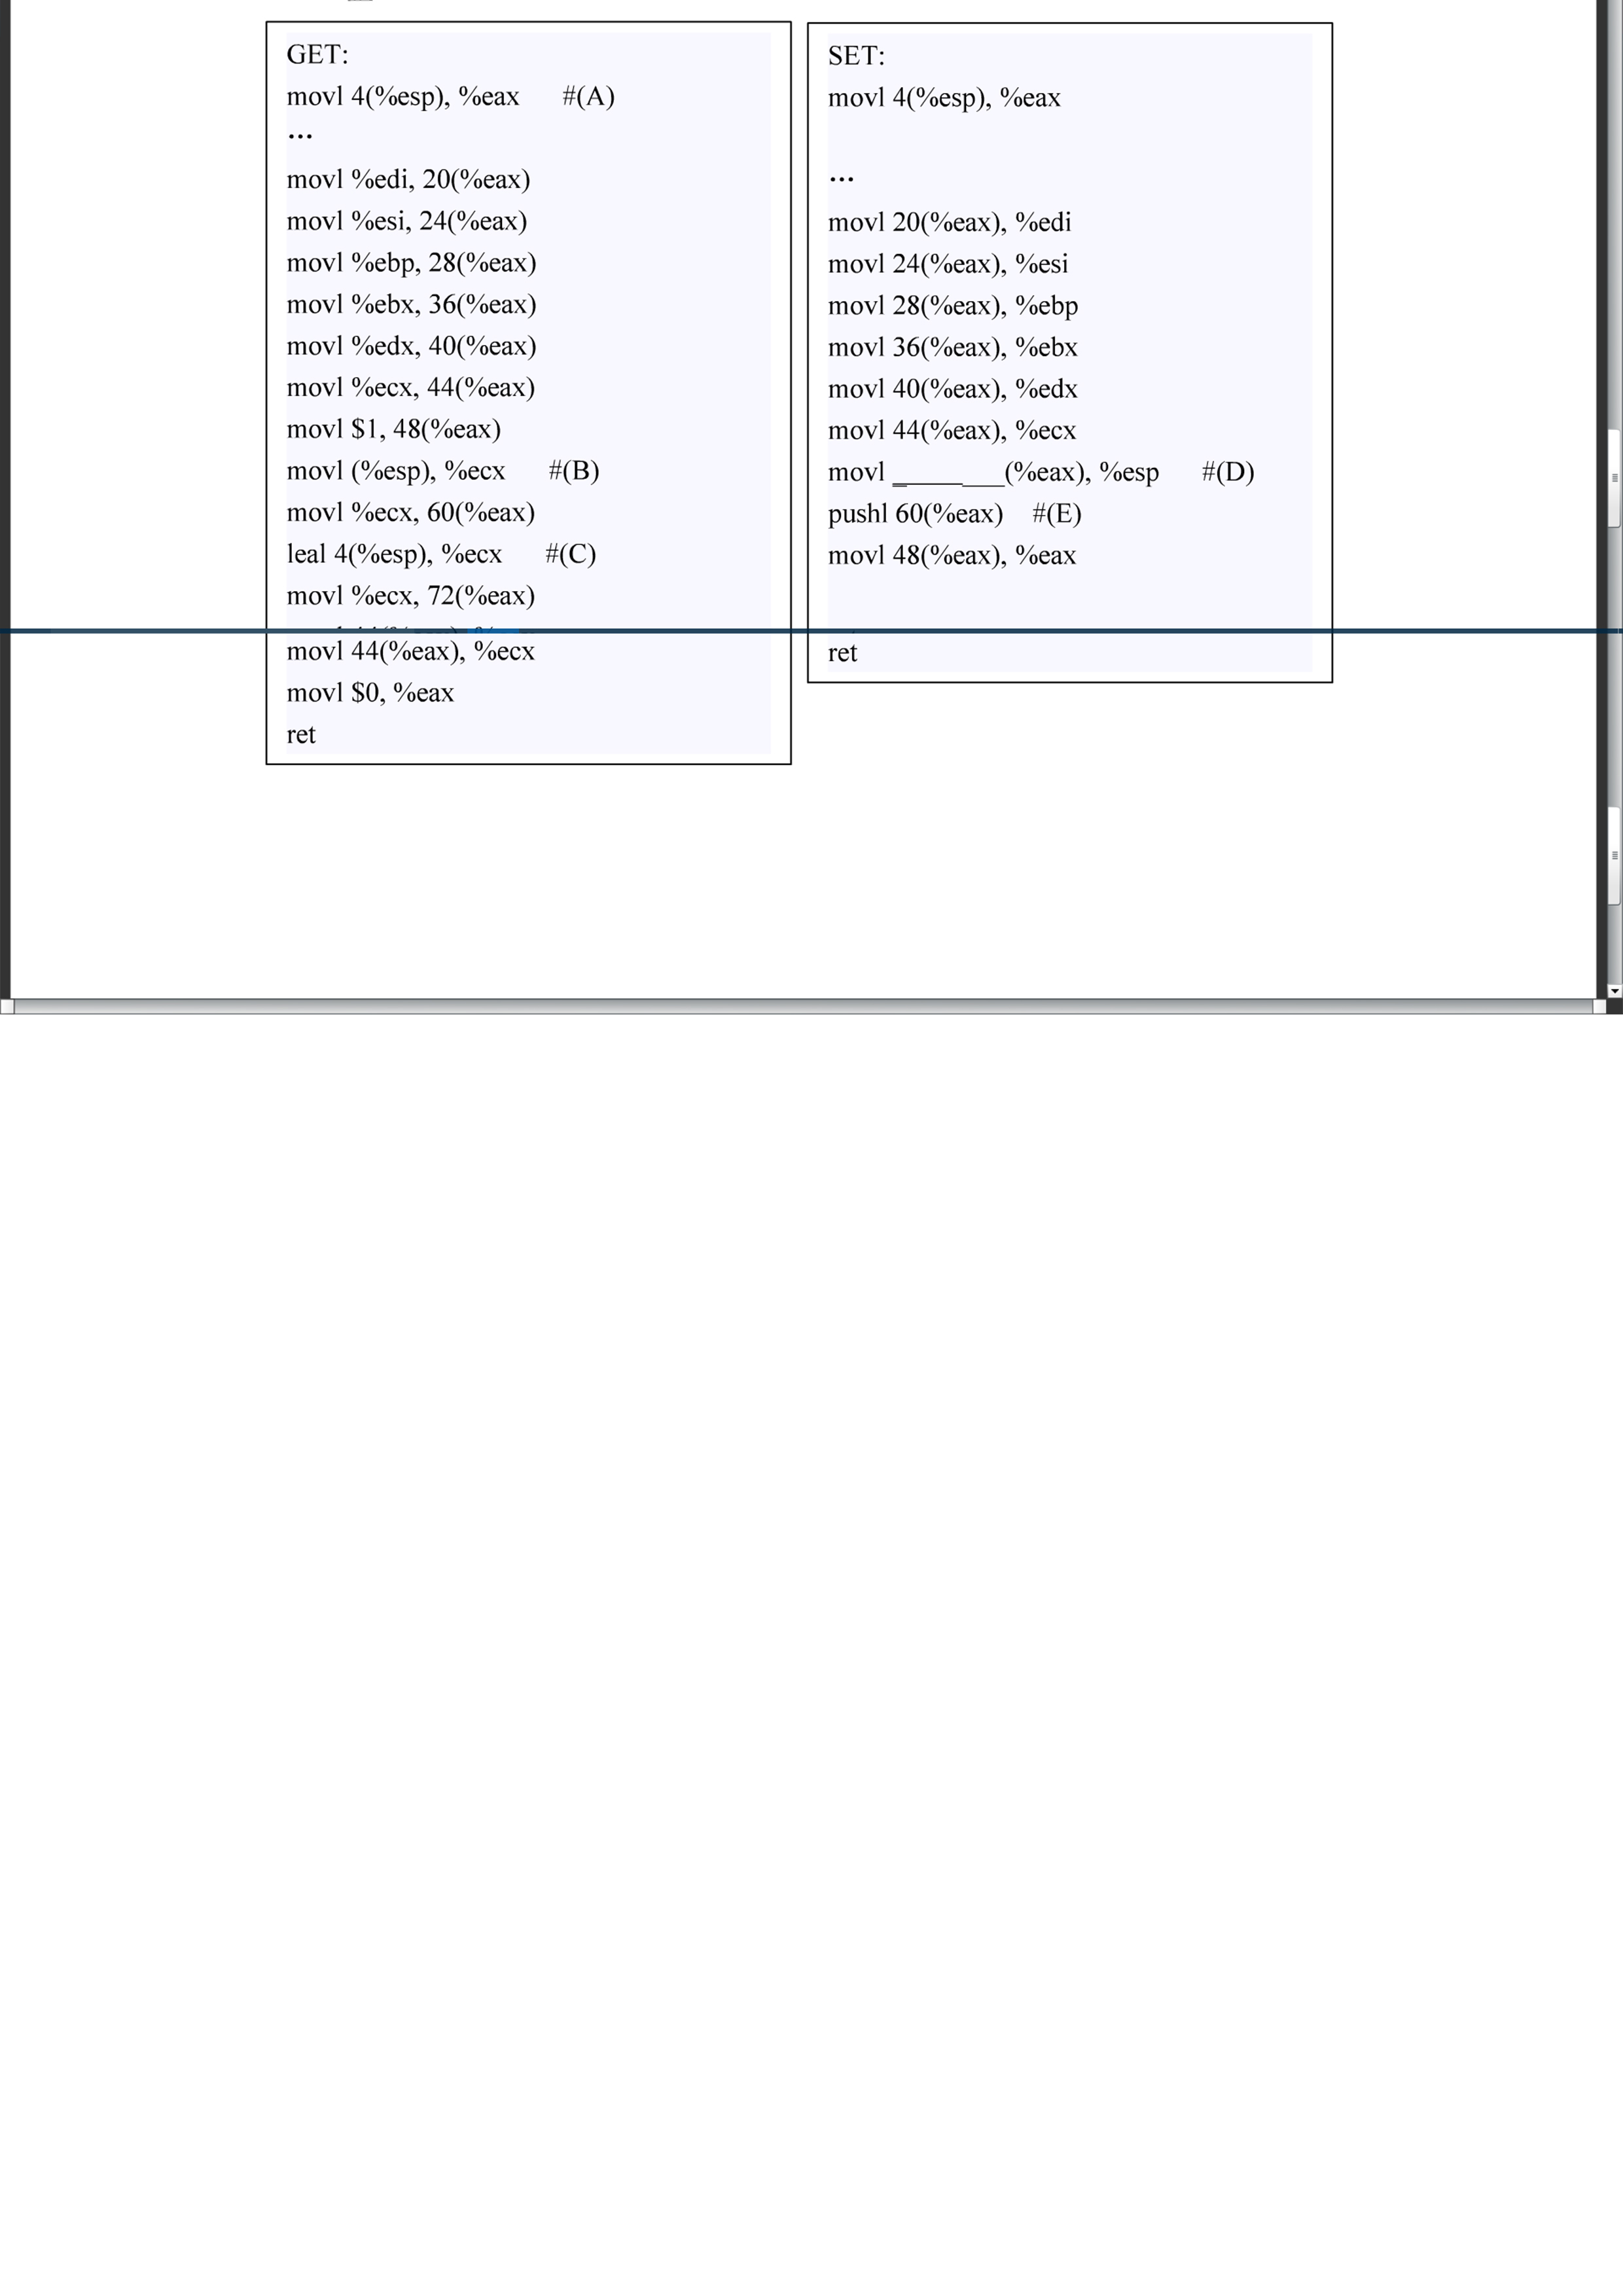 GET:
movl 4(%esp), %eax #(A)
...
movl %edi, 20(%eax)
movl %esi, 24(%eax)
movl %ebp, 28(%eax)
movl %ebx, 36(%eax)
movl %edx, 40(%eax)
movl %ecx, 44(%eax)
movl $1, 48(%eax)
movl (%esp), %ecx #(B)
movl %ecx, 60(%eax)
leal 4(%esp), %ecx #(C)
movl %ecx, 72(%eax)
movl 44(%eax), %ecx
movl $0, %eax
ret
SET:
movl 4(%esp), %eax
...
movl 20(%eax), %edi
movl 24(%eax), %esi
movl 28(%eax), %ebp
movl 36(%eax), %ebx
movl 40(%eax), %edx
movl 44(%eax), %ecx
movl ________(%eax), %esp #(D)
pushl 60(%eax) #(E)
movl 48(%eax), %eax
ret